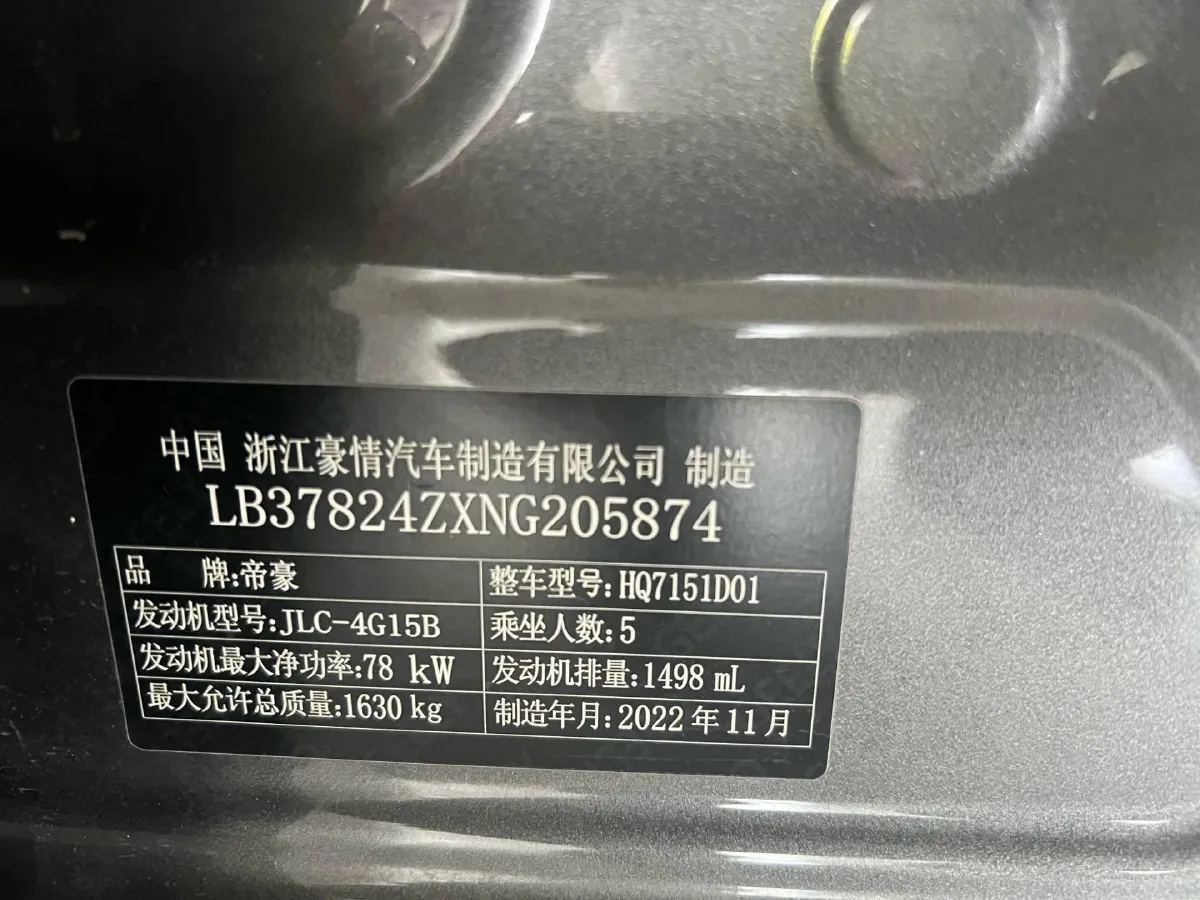 中国 浙江豪情汽车制造有限公司 制造
LB37824ZXNG205874
品 牌:帝豪 整车型号:HQ7151D01
发动机型号:JLC-4G15B 乘坐人数:5
发动机最大净功率:78 kW 发动机排量:1498 mL
最大允许总质量:1630 kg 制造年月:2022 年 11 月